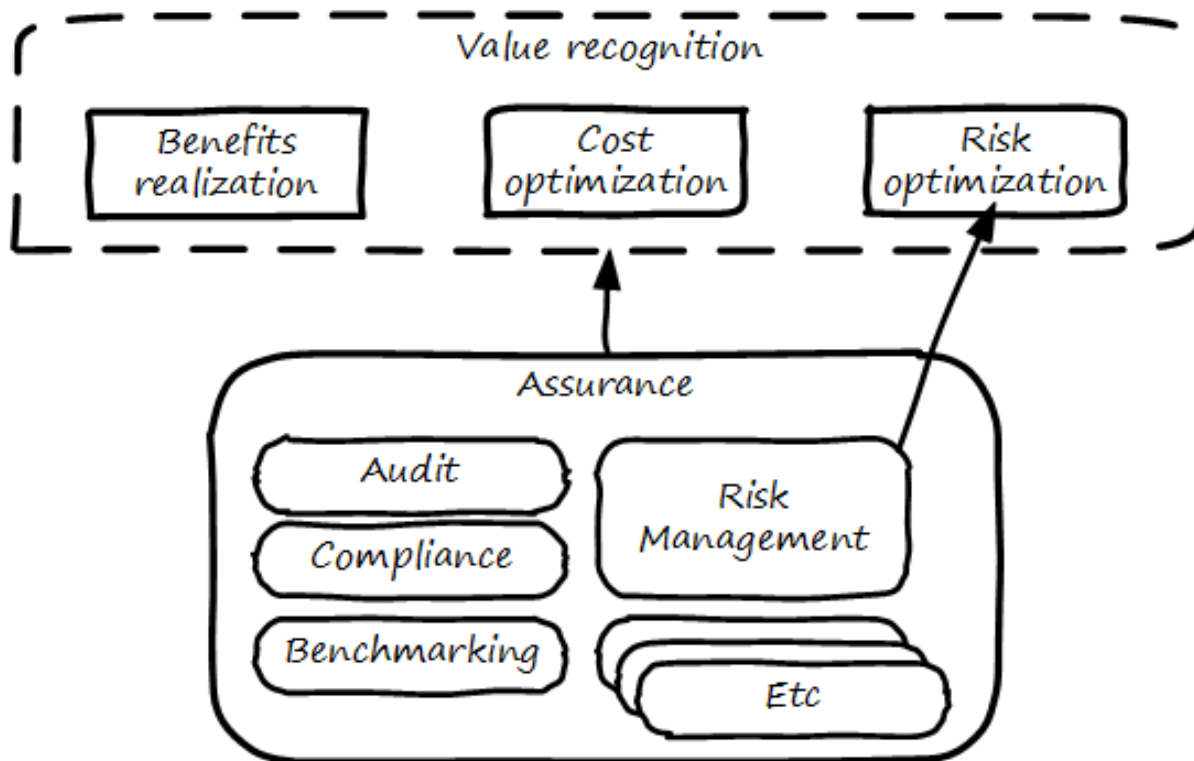 Value recognition
Benefits
realization
Cost
optimization
Risk
optimization
Assurance
Audit
Compliance
Benchmarking
Risk
Management
Etc